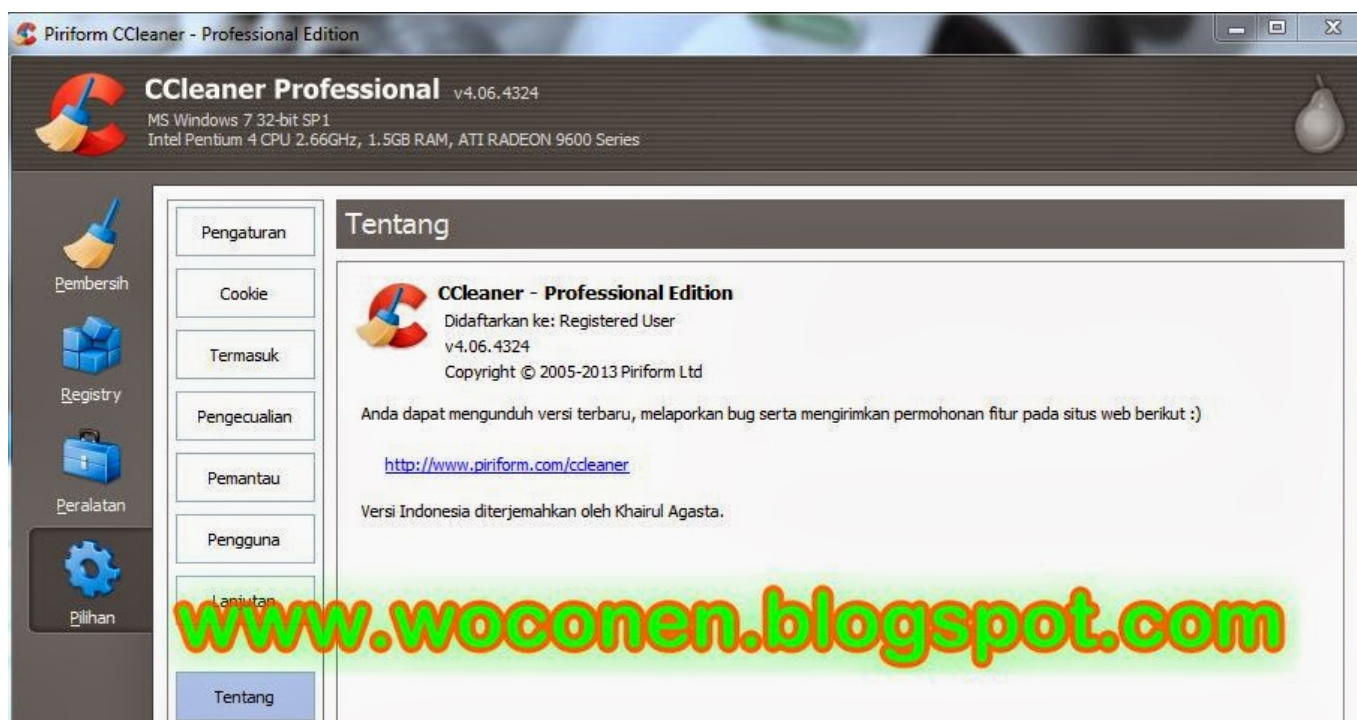 Piriform CCleaner - Professional Edition
CCleaner Professional v4.06.4324
MS Windows 7 32-bit SP1
Intel Pentium 4 CPU 2.66GHz, 1.5GB RAM, ATI RADEON 9600 Series
Pembersih
Registry
Peralatan
Pilihan
Pengaturan
Cookie
Termasuk
Pengecualian
Pemantau
Pengguna
Lanjutan
Tentang
Tentang
CCleaner - Professional Edition
Didaftarkan ke: Registered User
v4.06.4324
Copyright © 2005-2013 Piriform Ltd
Anda dapat mengunduh versi terbaru, melaporkan bug serta mengirimkan permohonan fitur pada situs web berikut :)
http://www.piriform.com/ccleaner
Versi Indonesia diterjemahkan oleh Khairul Agasta.
www.woconen.blogspot.com